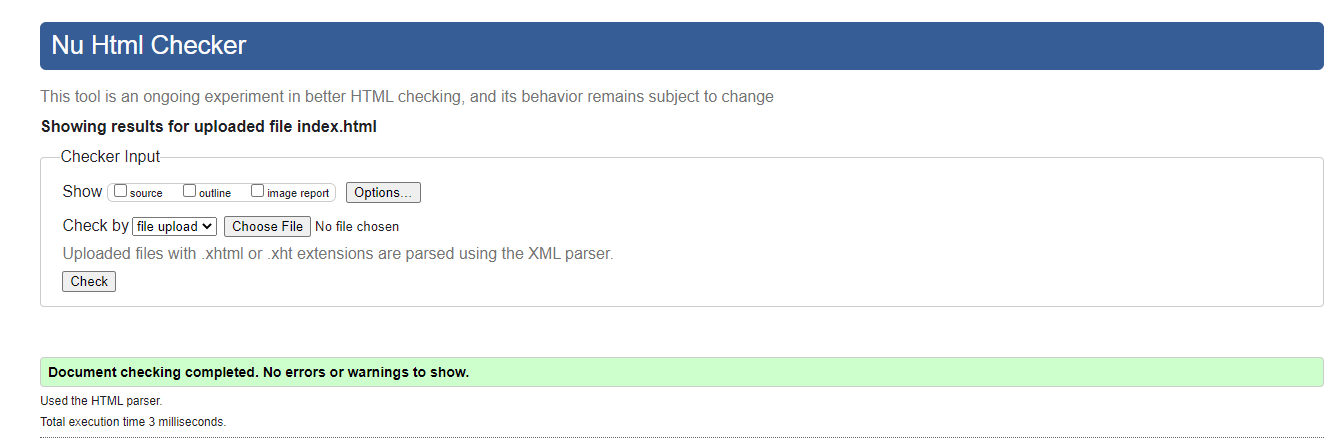 Nu Html Checker
This tool is an ongoing experiment in better HTML checking, and its behavior remains subject to change
Showing results for uploaded file index.html
Checker Input
Show source outline image report Options...
Check by file upload Choose File No file chosen
Uploaded files with .xhtml or .xht extensions are parsed using the XML parser.
Check
Document checking completed. No errors or warnings to show.
Used the HTML parser.
Total execution time 3 milliseconds.